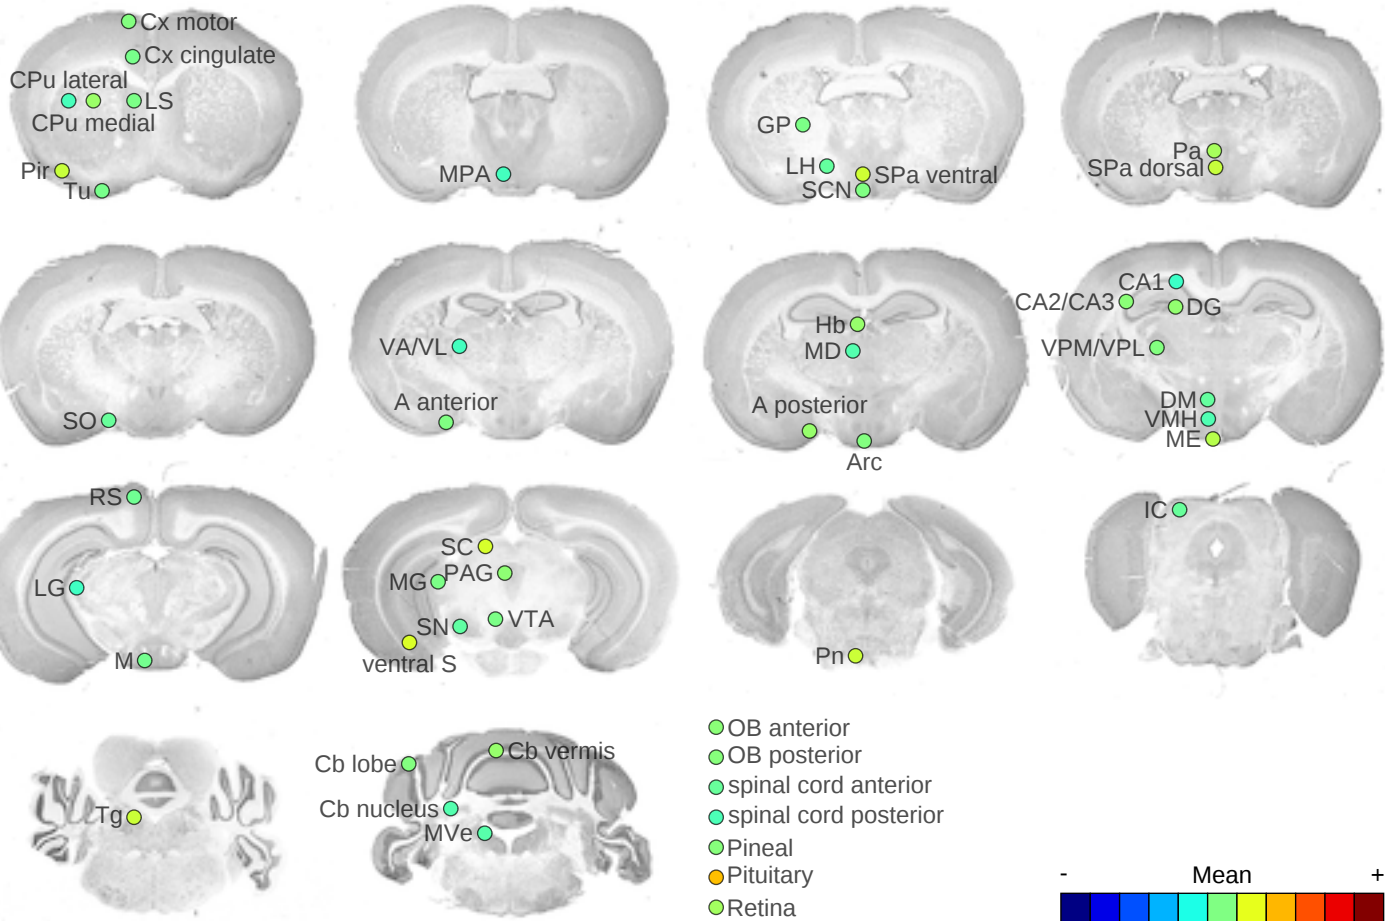 Cx motor
Cx cingulate
CPu lateral
LS
CPu medial
Pir
Tu
MPA
GP
LH
SPa ventral
SCN
Pa
SPa dorsal
SO
VA/VL
A anterior
Hb
MD
A posterior
Arc
CA1
CA2/CA3
DG
VPM/VPL
DM
VMH
ME
RS
LG
M
SC
PAG
MG
VTA
SN
ventral S
Pn
IC
Tg
Cb lobe
Cb vermis
Cb nucleus
MVe
OB anterior
OB posterior
spinal cord anterior
spinal cord posterior
Pineal
Pituitary
Retina
- Mean +